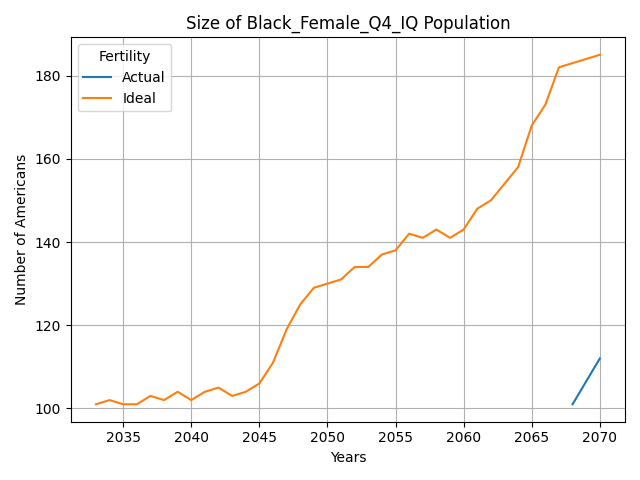 Size of Black_Female_Q4_IQ Population
Fertility
Actual
Ideal
Number of Americans
180
160
140
120
100
2035
2040
2045
2050
2055
2060
2065
2070
Years